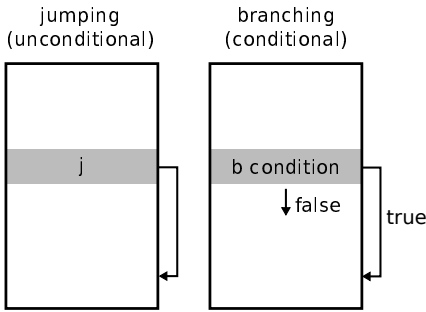 jumping
(unconditional)
branching
(conditional)
j
b condition
false
true